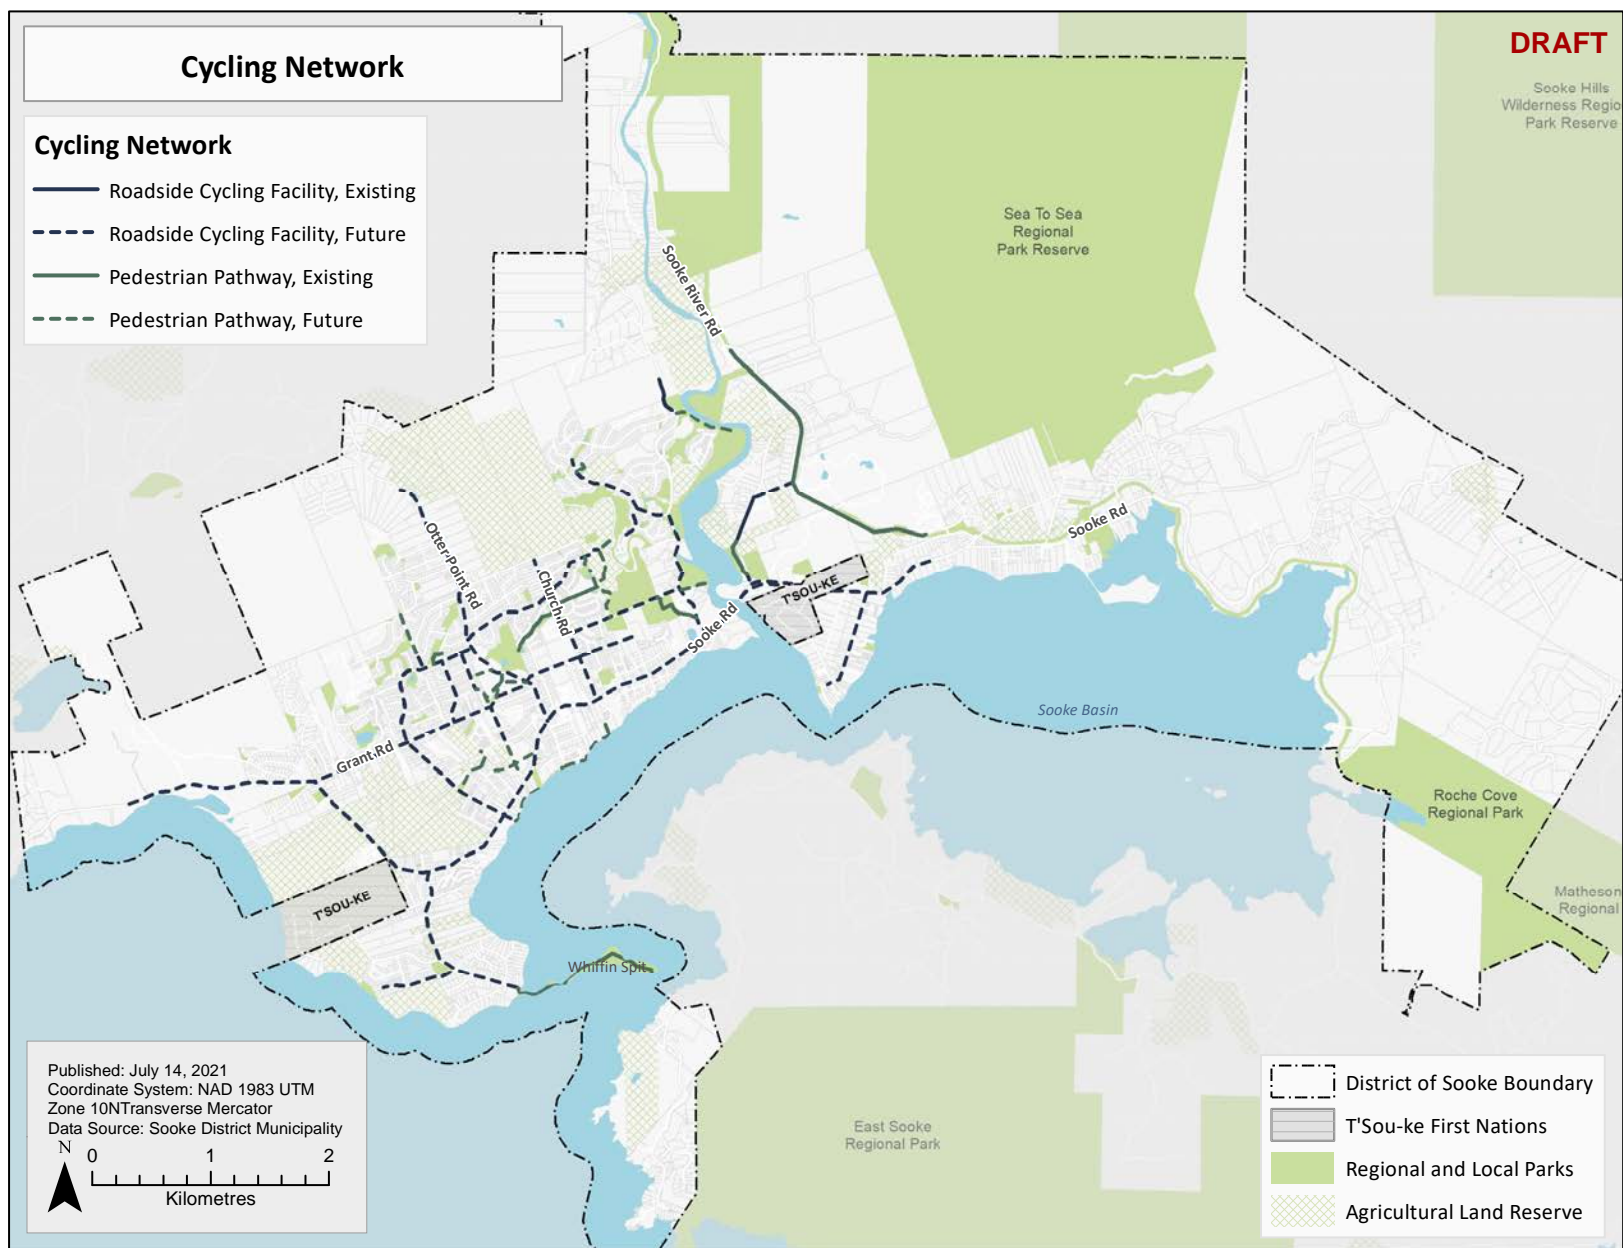 Cycling Network
DRAFT
Cycling Network
Roadside Cycling Facility, Existing
Roadside Cycling Facility, Future
Pedestrian Pathway, Existing
Pedestrian Pathway, Future
Sooke Hills
Wilderness Regio
Park Reserve
Sea To Sea
Regional
Park Reserve
Sooke River Rd
Sooke Rd
Otter Point Rd
Church Rd
T'SOU-KE
Sooke Rd
Sooke Basin
Grant Rd
Roche Cove
Regional Park
Matheson
Regional
T'SOU-KE
Whiffin Spit
East Sooke
Regional Park
Published: July 14, 2021
Coordinate System: NAD 1983 UTM
Zone 10NTransverse Mercator
Data Source: Sooke District Municipality
N
0 1 2
Kilometres
District of Sooke Boundary
T'Sou-ke First Nations
Regional and Local Parks
Agricultural Land Reserve